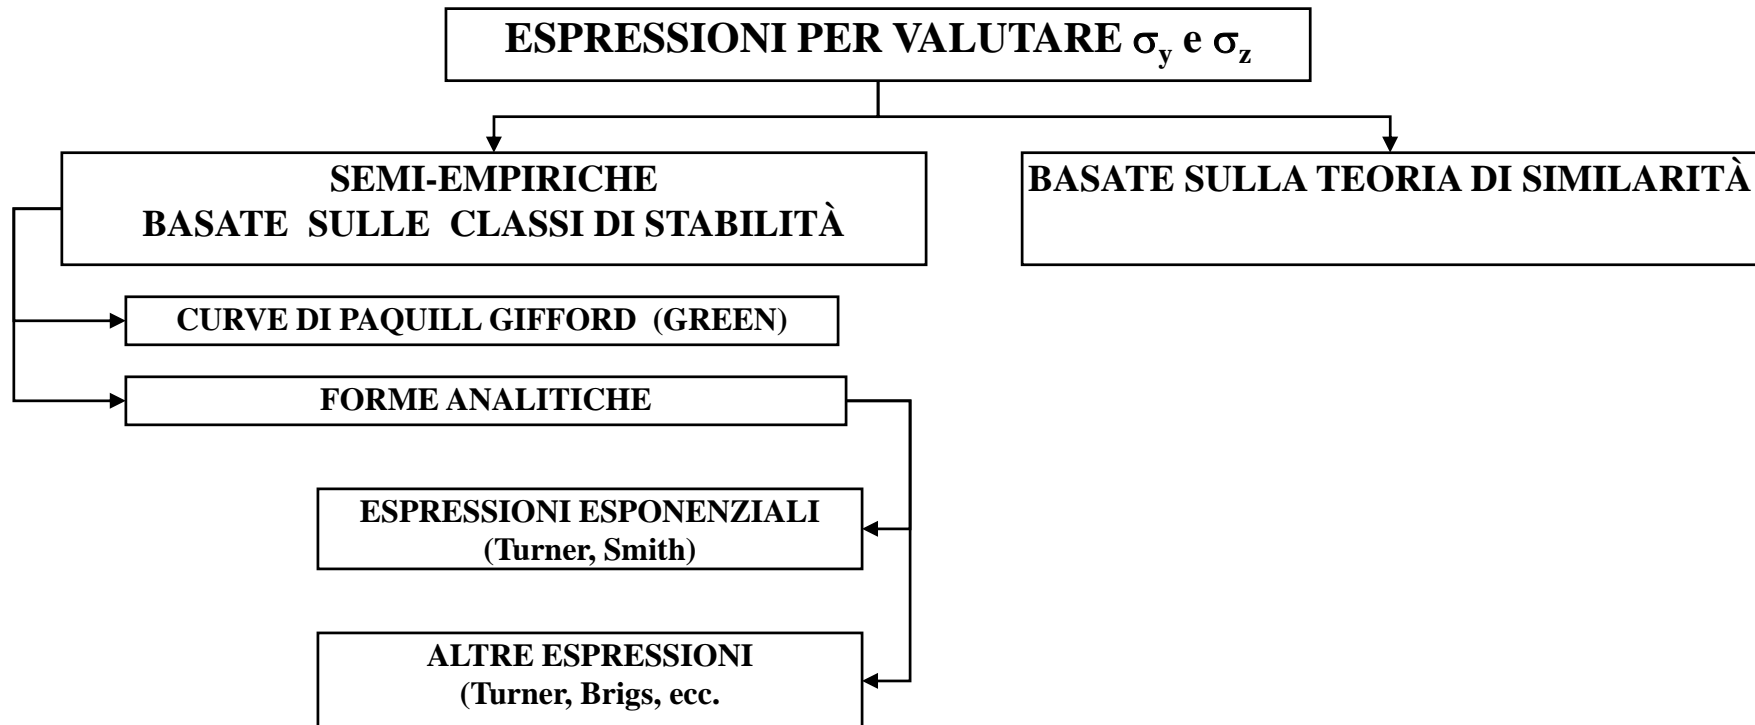 ESPRESSIONI PER VALUTARE σy e σz
SEMI-EMPIRICHE
BASATE SULLE CLASSI DI STABILITÀ
BASATE SULLA TEORIA DI SIMILARITÀ
CURVE DI PAQUILL GIFFORD (GREEN)
FORME ANALITICHE
ESPRESSIONI ESPONENZIALI
(Turner, Smith)
ALTRE ESPRESSIONI
(Turner, Brigs, ecc.